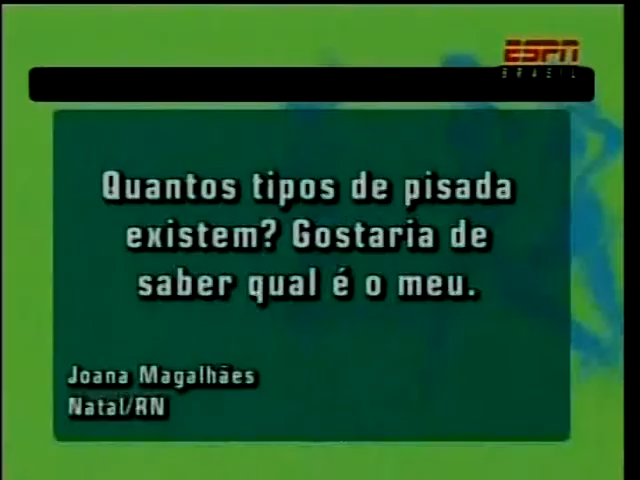 ESPN
BRASIL
Quantos tipos de pisada
existem? Gostaria de
saber qual é o meu.
Joana Magalhães
Natal/RN